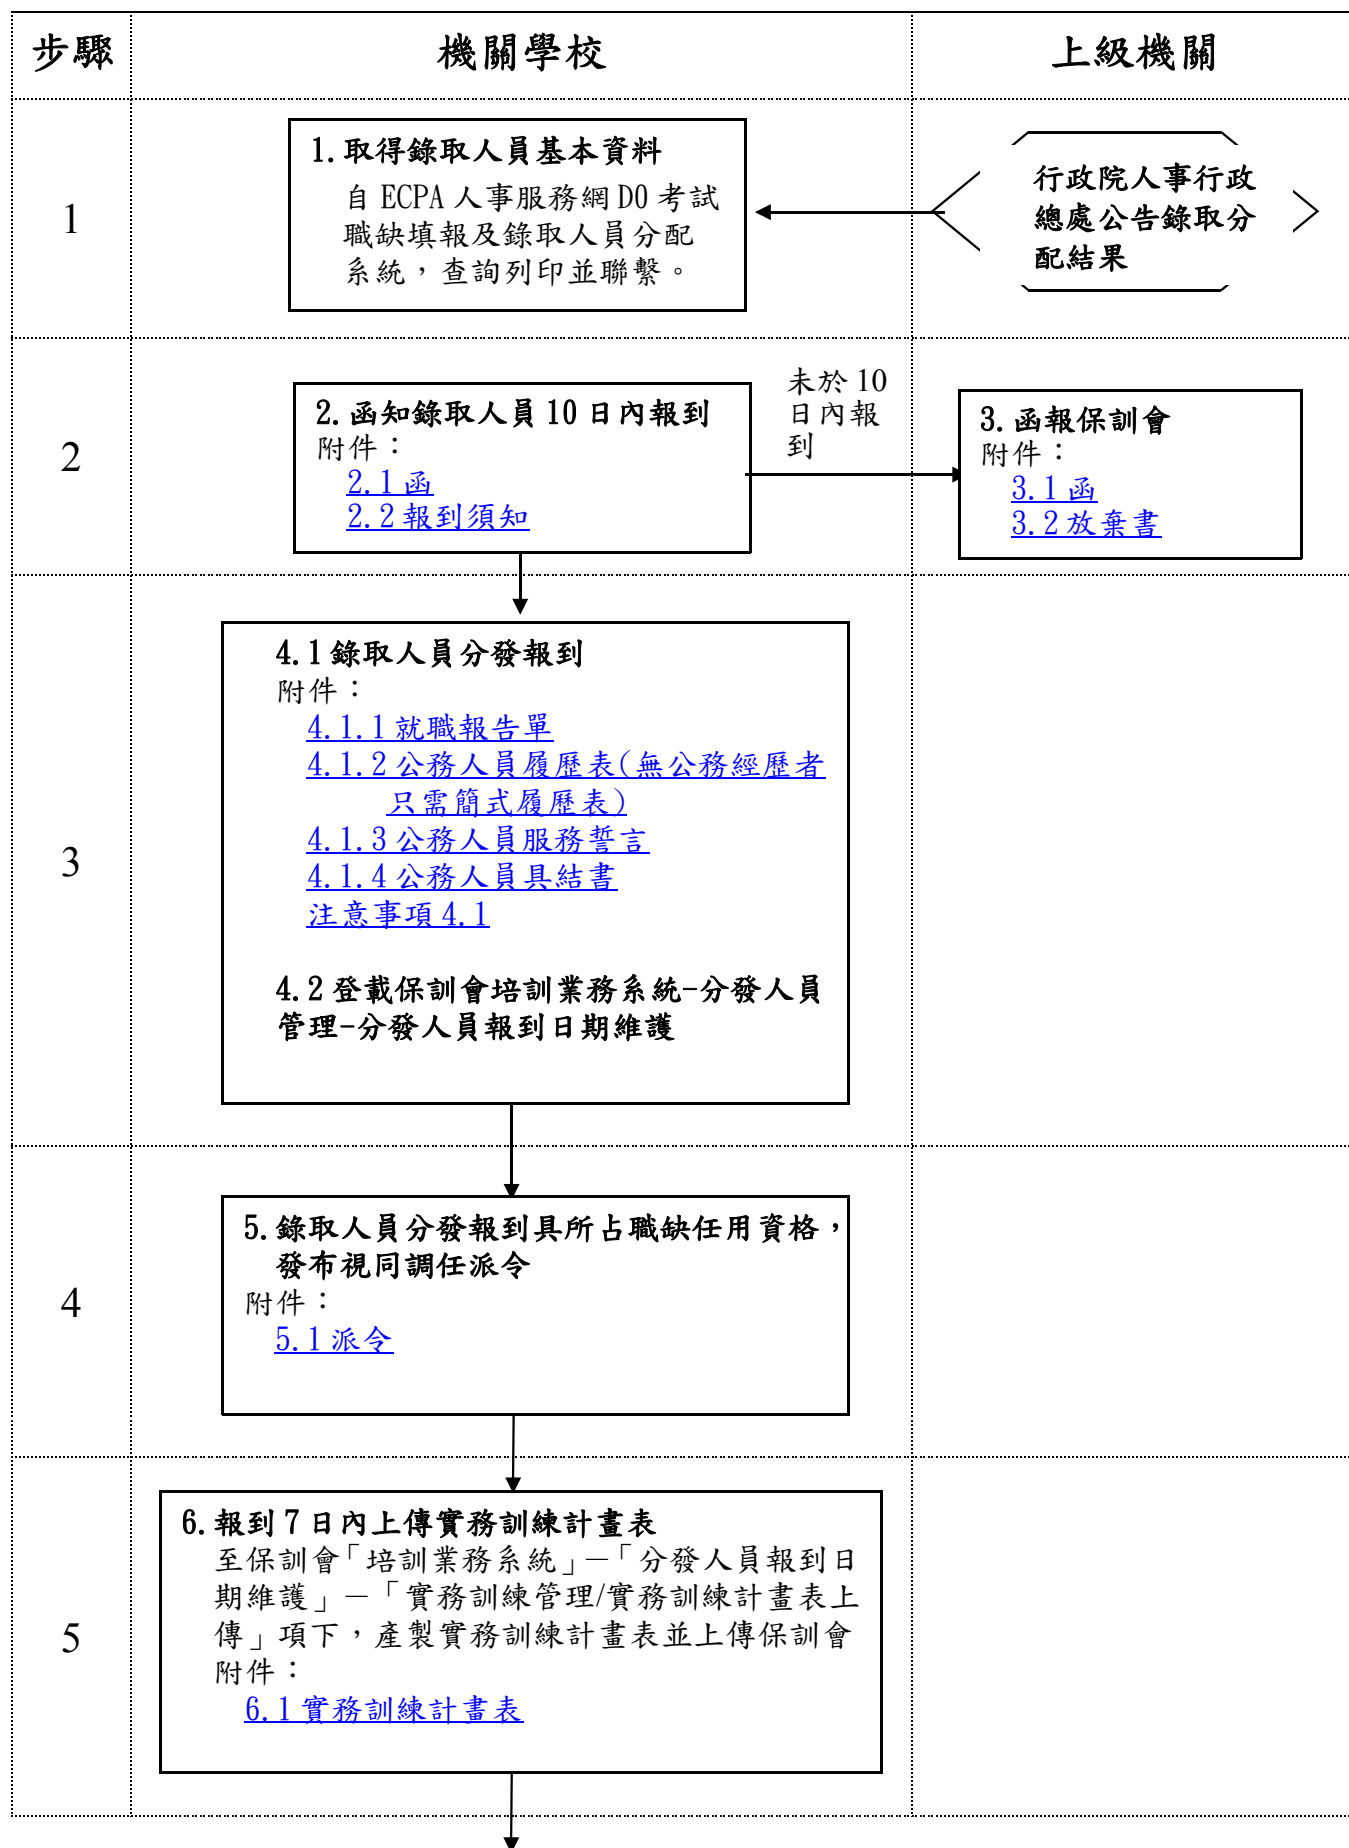 步驟
機關學校
上級機關
1
1.取得錄取人員基本資料
自 ECPA 人事服務網 D0 考試
職缺填報及錄取人員分配
系統，查詢列印並聯繫。
行政院人事行政
總處公告錄取分
配結果
2
2.函知錄取人員 10 日內報到
附件：
2.1 函
2.2 報到須知
未於 10
日內報
到
3.函報保訓會
附件：
3.1 函
3.2 放棄書
3
4.1 錄取人員分發報到
附件：
4.1.1 就職報告單
4.1.2 公務人員履歷表(無公務經歷者
只需簡式履歷表)
4.1.3 公務人員服務誓言
4.1.4 公務人員具結書
注意事項 4.1
4.2 登載保訓會培訓業務系統-分發人員
管理-分發人員報到日期維護
4
5.錄取人員分發報到具所占職缺任用資格，
發布視同調任派令
附件：
5.1 派令
5
6.報到 7 日內上傳實務訓練計畫表
至保訓會「培訓業務系統」—「分發人員報到日
期維護」—「實務訓練管理/實務訓練計畫表上
傳」項下，產製實務訓練計畫表並上傳保訓會
附件：
6.1 實務訓練計畫表